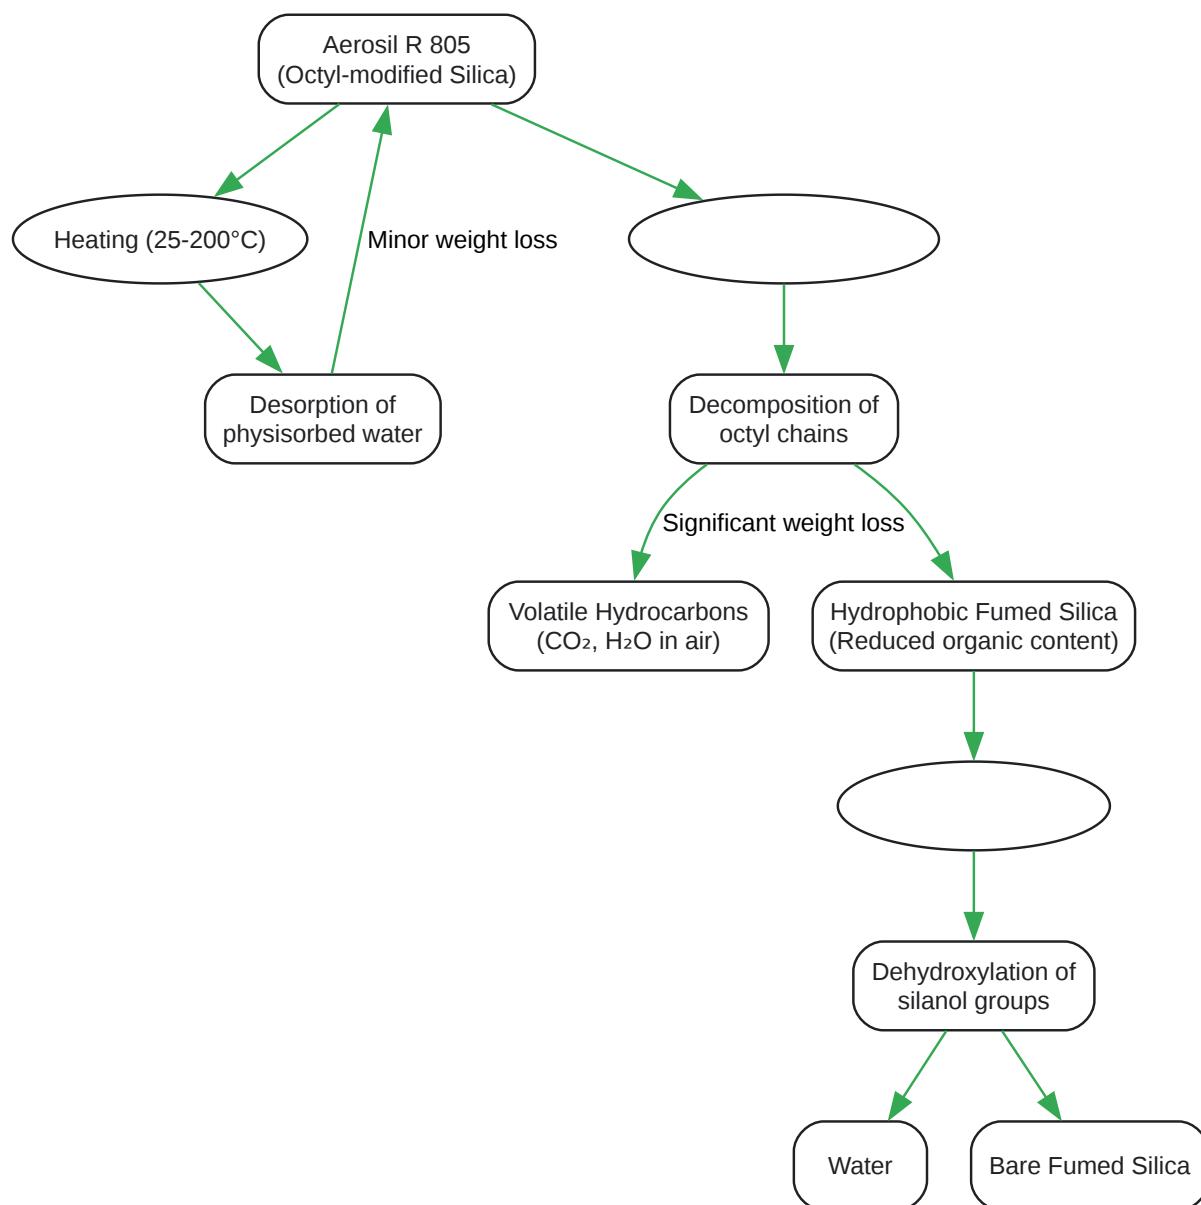 Aerosil R 805
(Octyl-modified Silica)
Heating (25-200°C)
Minor weight loss
Desorption of
physisorbed water
Decomposition of
octyl chains
Significant weight loss
Volatile Hydrocarbons
(CO₂, H₂O in air)
Hydrophobic Fumed Silica
(Reduced organic content)
Dehydroxylation of
silanol groups
Water
Bare Fumed Silica